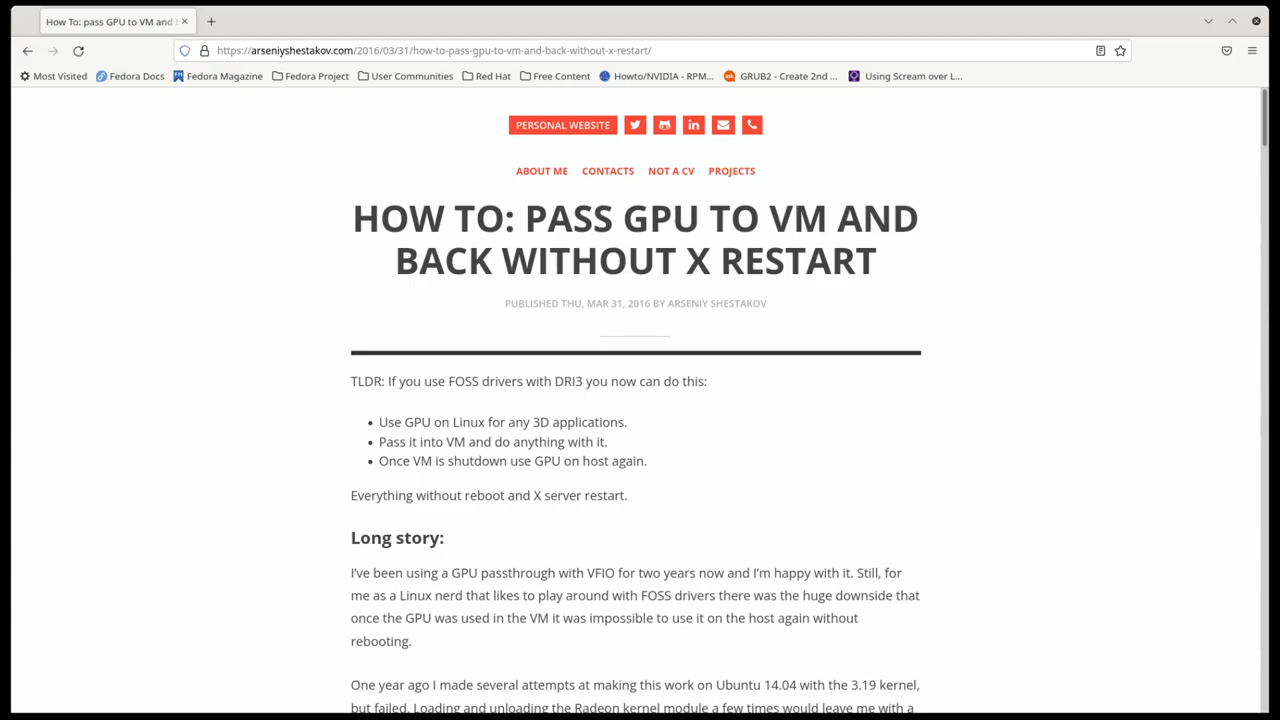 How To: pass GPU to VM and
https://arseniyshestakov.com/2016/03/31/how-to-pass-gpu-to-vm-and-back-without-x-restart/
Most Visited Fedora Docs Fedora Magazine Fedora Project User Communities Red Hat Free Content Howto/NVIDIA - RPM... GRUB2 - Create 2nd ... Using Scream over L...
PERSONAL WEBSITE
ABOUT ME CONTACTS NOT A CV PROJECTS
HOW TO: PASS GPU TO VM AND
BACK WITHOUT X RESTART
PUBLISHED THU, MAR 31, 2016 BY ARSENIY SHESTAKOV
TLDR: If you use FOSS drivers with DRI3 you now can do this:
• Use GPU on Linux for any 3D applications.
• Pass it into VM and do anything with it.
• Once VM is shutdown use GPU on host again.
Everything without reboot and X server restart.
Long story:
I've been using a GPU passthrough with VFIO for two years now and I'm happy with it. Still, for
me as a Linux nerd that likes to play around with FOSS drivers there was the huge downside that
once the GPU was used in the VM it was impossible to use it on the host again without
rebooting.
One year ago I made several attempts at making this work on Ubuntu 14.04 with the 3.19 kernel,
but failed. Loading and unloading the Radeon kernel module a few times would leave me with a